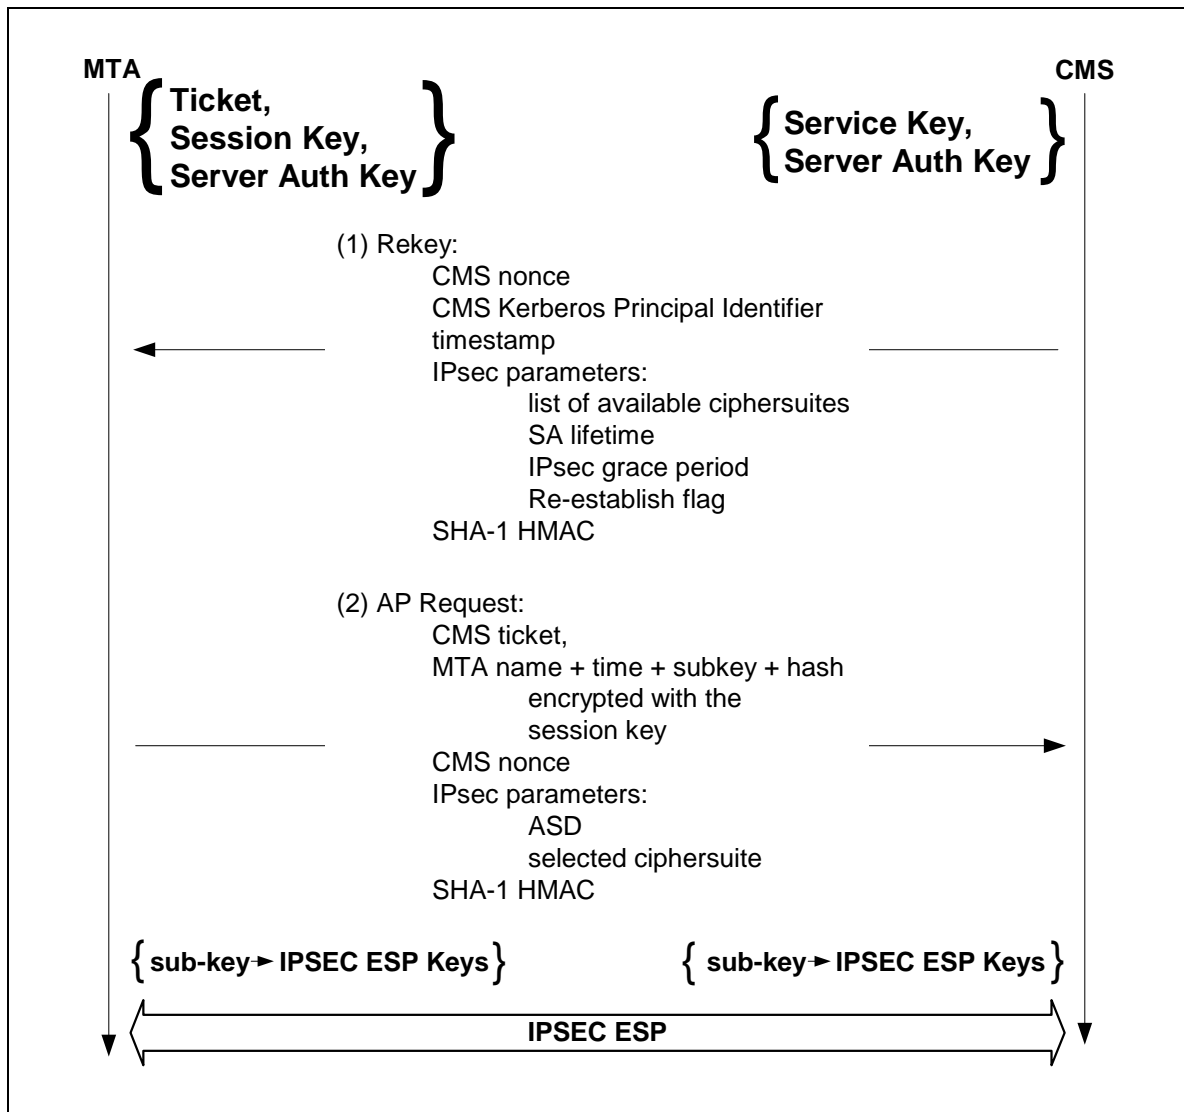 MTA
CMS
Ticket,
Session Key,
Server Auth Key
Service Key,
Server Auth Key
(1) Rekey:
CMS nonce
CMS Kerberos Principal Identifier
timestamp
IPsec parameters:
list of available ciphersuites
SA lifetime
IPsec grace period
Re-establish flag
SHA-1 HMAC
(2) AP Request:
CMS ticket,
MTA name + time + subkey + hash
encrypted with the
session key
CMS nonce
IPsec parameters:
ASD
selected ciphersuite
SHA-1 HMAC
{ sub-key → IPSEC ESP Keys }
{ sub-key → IPSEC ESP Keys }
IPSEC ESP